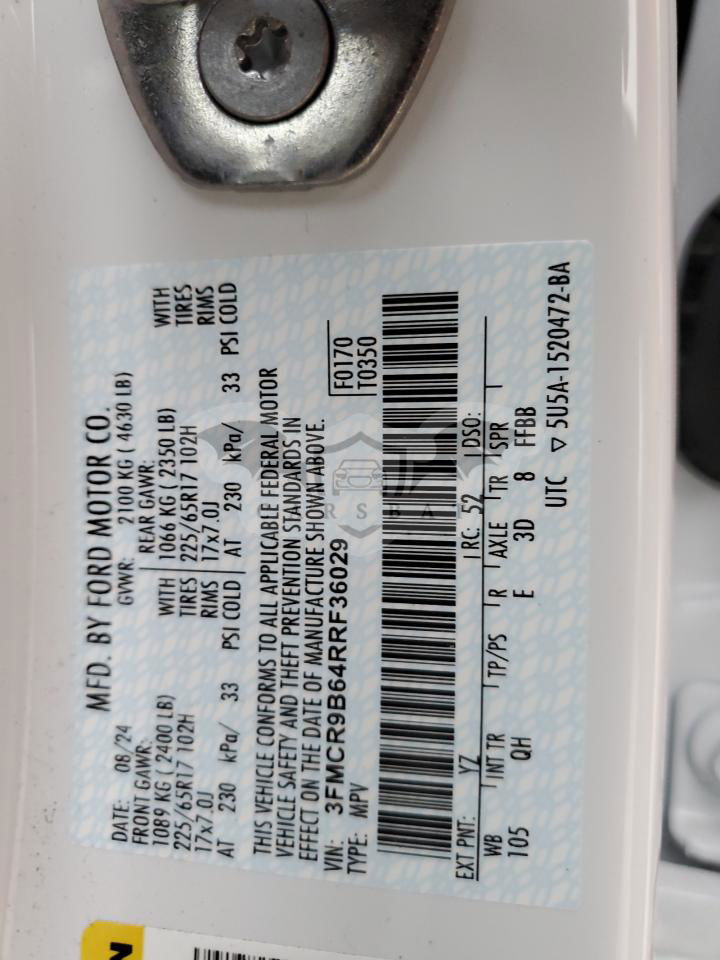 MFD. BY FORD MOTOR CO.
DATE: 08/24 GVWR: 2100 KG ( 4630 LB)
FRONT GAWR: REAR GAWR:
1089 KG ( 2400 LB) WITH 1066 KG ( 2350 LB) WITH
225/65R17 102H TIRES 225/65R17 102H TIRES
17x7.0J RIMS 17x7.0J RIMS
AT 230 kPa/ 33 PSI COLD AT 230 kPa/ 33 PSI COLD
THIS VEHICLE CONFORMS TO ALL APPLICABLE FEDERAL MOTOR
VEHICLE SAFETY AND THEFT PREVENTION STANDARDS IN
EFFECT ON THE DATE OF MANUFACTURE SHOWN ABOVE.
VIN: 3FMCR9B64RRF36029 F0170
TYPE: MPV T0350
EXT PNT: YZ RC: 52 DSO:
WB INT TR TP/PS R AXLE TR SPR
105 QH E 3D 8 FFBB
UTC ▽ 5U5A-1520472-BA
N